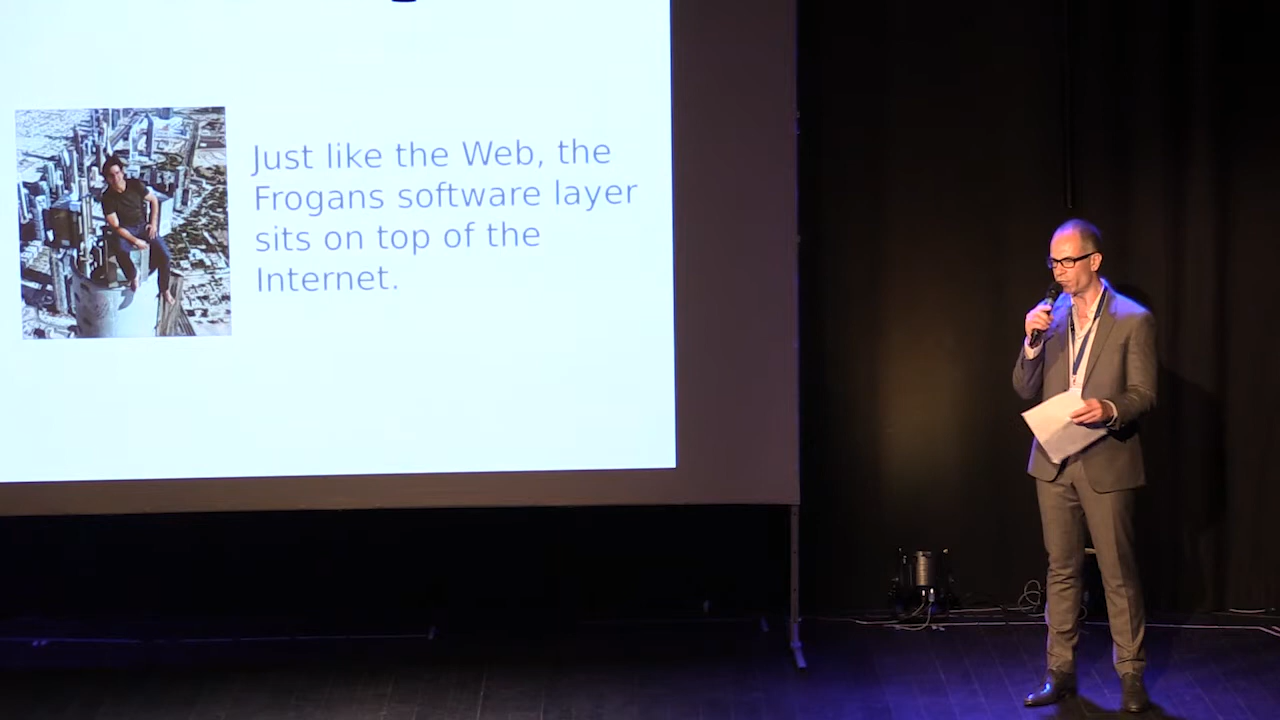 Just like the Web, the
Frogans software layer
sits on top of the
Internet.